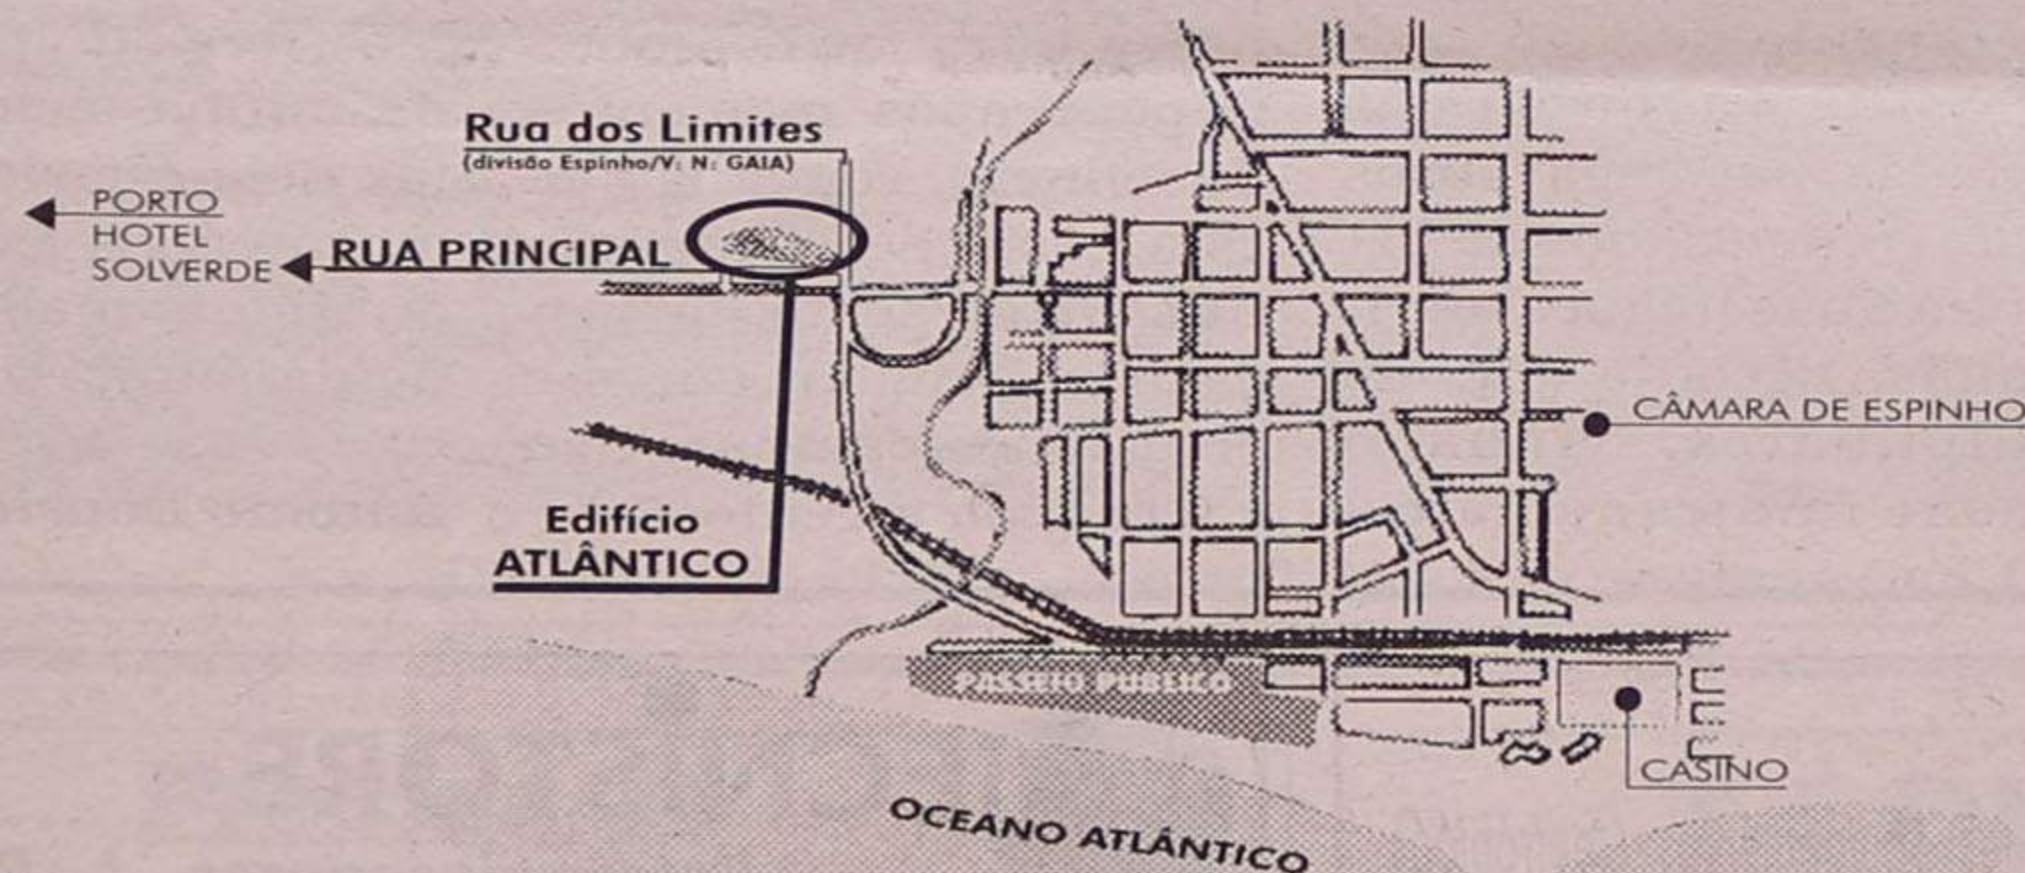 Rua dos Limites
(divisão Espinho/V: N: GAIA)
PORTO
HOTEL
SOLVERDE
RUA PRINCIPAL
CÂMARA DE ESPINHO
Edifício
ATLÂNTICO
PASSEIO PUBLICO
CASINO
OCEANO ATLÂNTICO